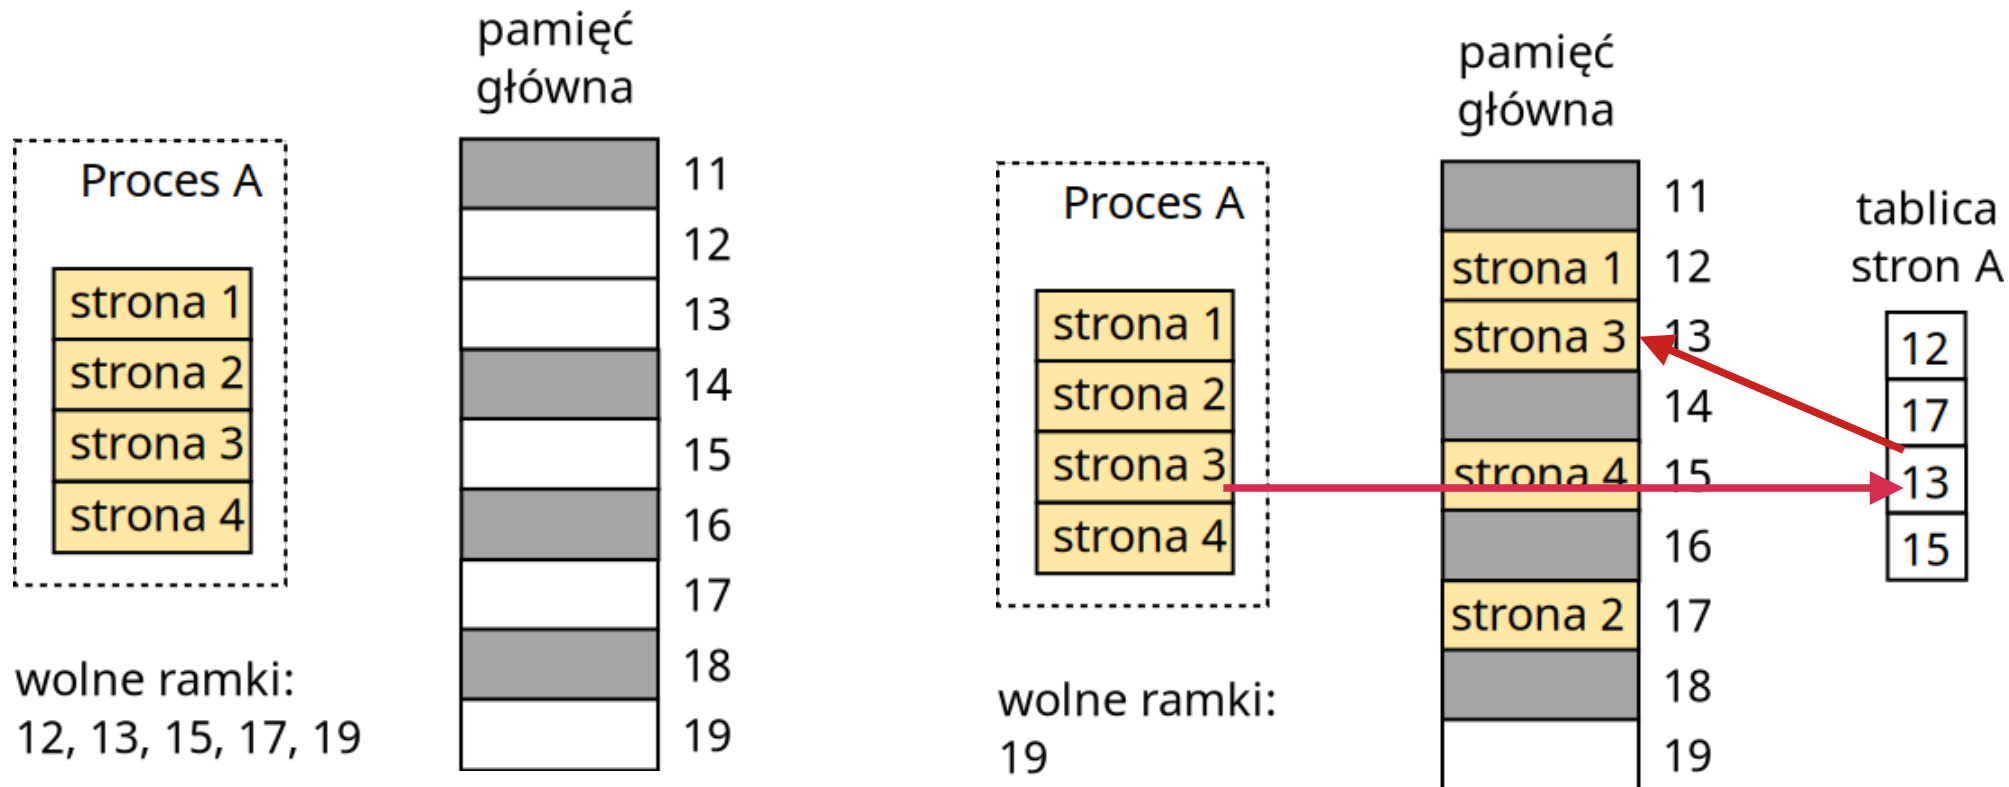 pamięć
główna
Proces A
strona 1
strona 2
strona 3
strona 4
11
12
13
14
15
16
17
18
19
wolne ramki:
12, 13, 15, 17, 19
pamięć
główna
Proces A
strona 1
strona 2
strona 3
strona 4
strona 1
strona 3
strona 4
strona 2
11
12
13
14
15
16
17
18
19
tablica
stron A
12
17
13
15
wolne ramki:
19